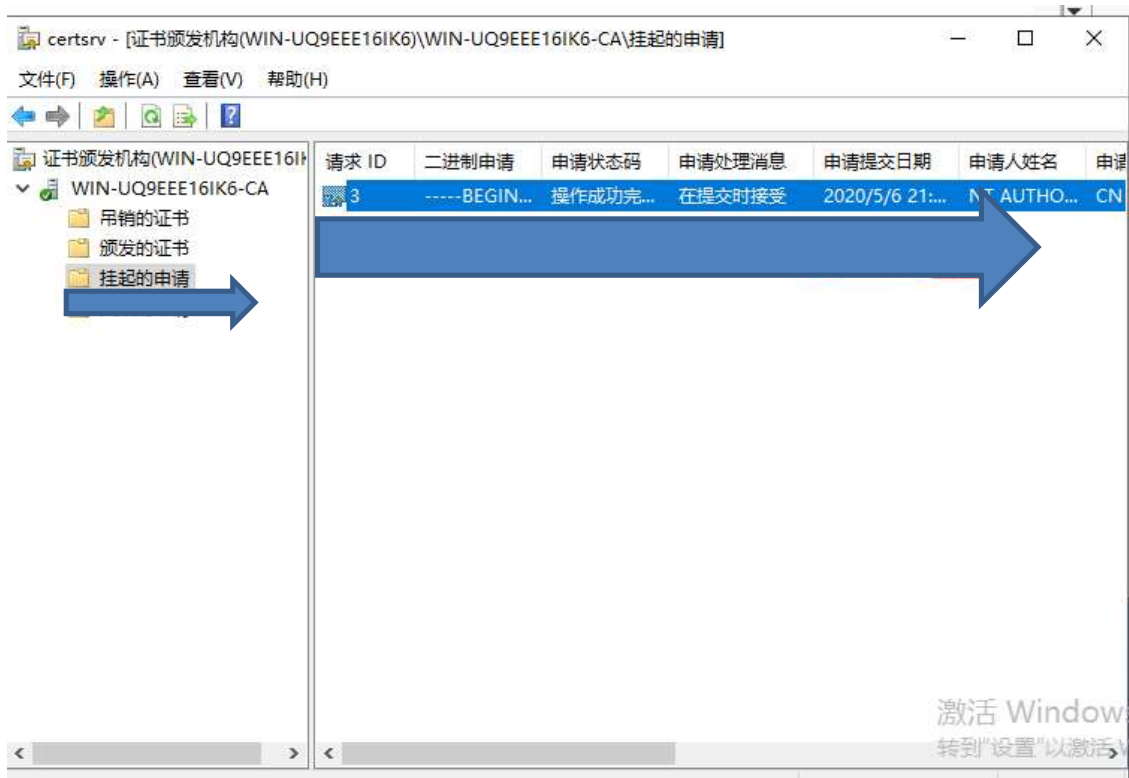 certsrv - [证书颁发机构(WIN-UQ9EEE16IK6)\WIN-UQ9EEE16IK6-CA\挂起的申请]
文件(F) 操作(A) 查看(V) 帮助(H)
证书颁发机构(WIN-UQ9EEE16IK
WIN-UQ9EEE16IK6-CA
吊销的证书
颁发的证书
挂起的申请
请求 ID 二进制申请 申请状态码 申请处理消息 申请提交日期 申请人姓名 申请
3 -----BEGIN... 操作成功完... 在提交时接受 2020/5/6 21:... NT AUTHO... CN
激活 Window
转到"设置"以激活